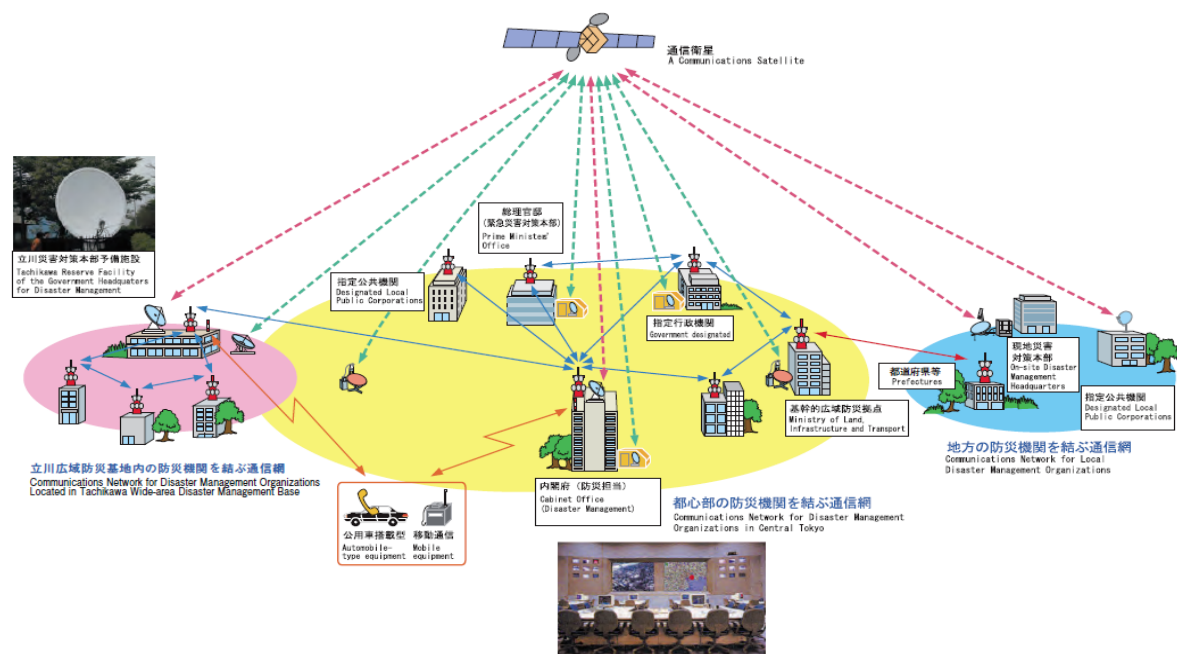 通信衛星
A Communications Satellite
立川災害対策本部予備施設
Tachikawa Reserve Facility
of the Government Headquaters
for Disaster Management
総理官邸
(緊急災害対策本部)
Prime Ministers'
Office
指定公共機関
Designated Local
Public Corporations
指定行政機関
Government designated
基幹的広域防災拠点
Ministry of Land,
Infrastructure and Transport
都道府県等
Prefectures
現地災害
対策本部
On-site Disaster
Management
Headquarters
指定公共機関
Designated Local
Public Corporations
地方の防災機関を結ぶ通信網
Communications Network for Local
Disaster Management Organizations
立川広域防災基地内の防災機関を結ぶ通信網
Communications Network for Disaster Management Organizations
Located in Tachikawa Wide-area Disaster Management Base
内閣府(防災担当)
Cabinet Office
(Disaster Management)
都心部の防災機関を結ぶ通信網
Communications Network for Disaster Management
Organizations in Central Tokyo
公用車搭載型
Automobile-
type equipment
移動通信
Mobile
equipment